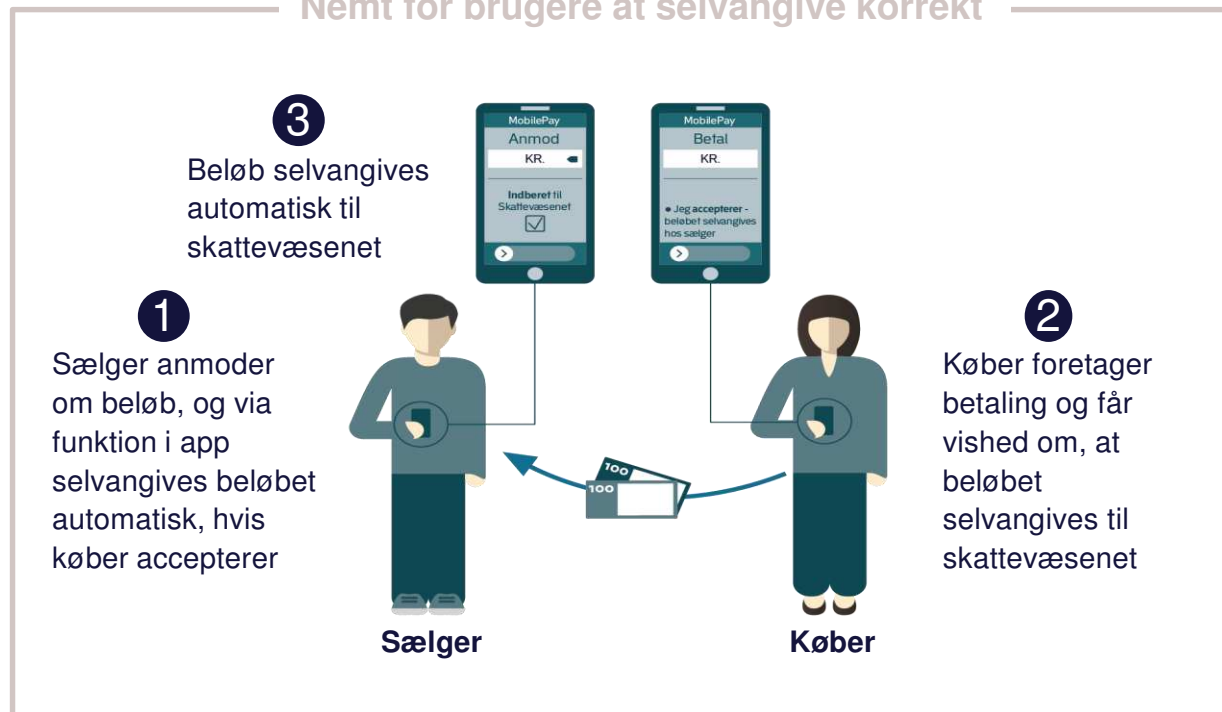 Nemt for brugere at selvangive korrekt
3
Beløb selvangives
automatisk til
skattevæsenet
MobilePay
Anmod
KR.
Indberet til
Skattevæsenet
MobilePay
Betal
KR.
• Jeg accepterer -
beløbet selvangives
hos sælger
1
Sælger anmoder
om beløb, og via
funktion i app
selvangives beløbet
automatisk, hvis
køber accepterer
2
Køber foretager
betaling og får
vished om, at
beløbet
selvangives til
skattevæsenet
100
100
Sælger
Køber